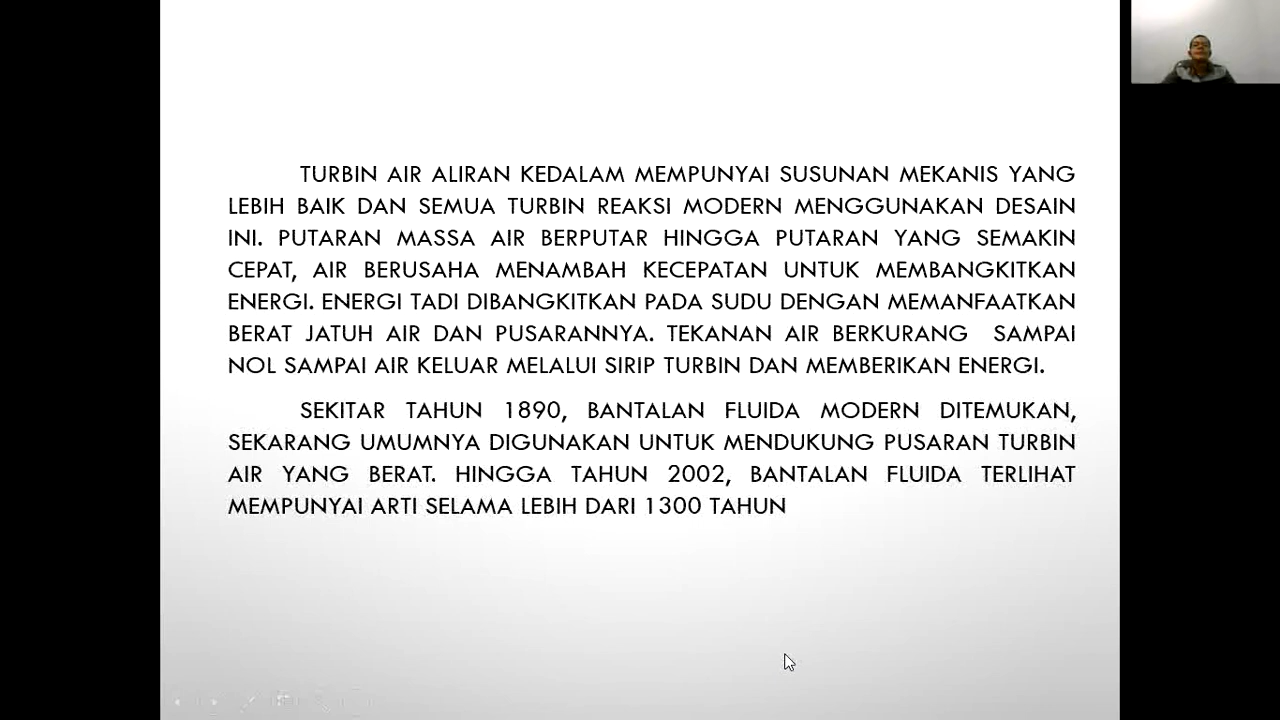 TURBIN AIR ALIRAN KEDALAM MEMPUNYAI SUSUNAN MEKANIS YANG
LEBIH BAIK DAN SEMUA TURBIN REAKSI MODERN MENGGUNAKAN DESAIN
INI. PUTARAN MASSA AIR BERPUTAR HINGGA PUTARAN YANG SEMAKIN
CEPAT, AIR BERUSAHA MENAMBAH KECEPATAN UNTUK MEMBANGKITKAN
ENERGI. ENERGI TADI DIBANGKITKAN PADA SUDU DENGAN MEMANFAATKAN
BERAT JATUH AIR DAN PUSARANNYA. TEKANAN AIR BERKURANG SAMPAI
NOL SAMPAI AIR KELUAR MELALUI SIRIP TURBIN DAN MEMBERIKAN ENERGI.
SEKITAR TAHUN 1890, BANTALAN FLUIDA MODERN DITEMUKAN,
SEKARANG UMUMNYA DIGUNAKAN UNTUK MENDUKUNG PUSARAN TURBIN
AIR YANG BERAT. HINGGA TAHUN 2002, BANTALAN FLUIDA TERLIHAT
MEMPUNYAI ARTI SELAMA LEBIH DARI 1300 TAHUN